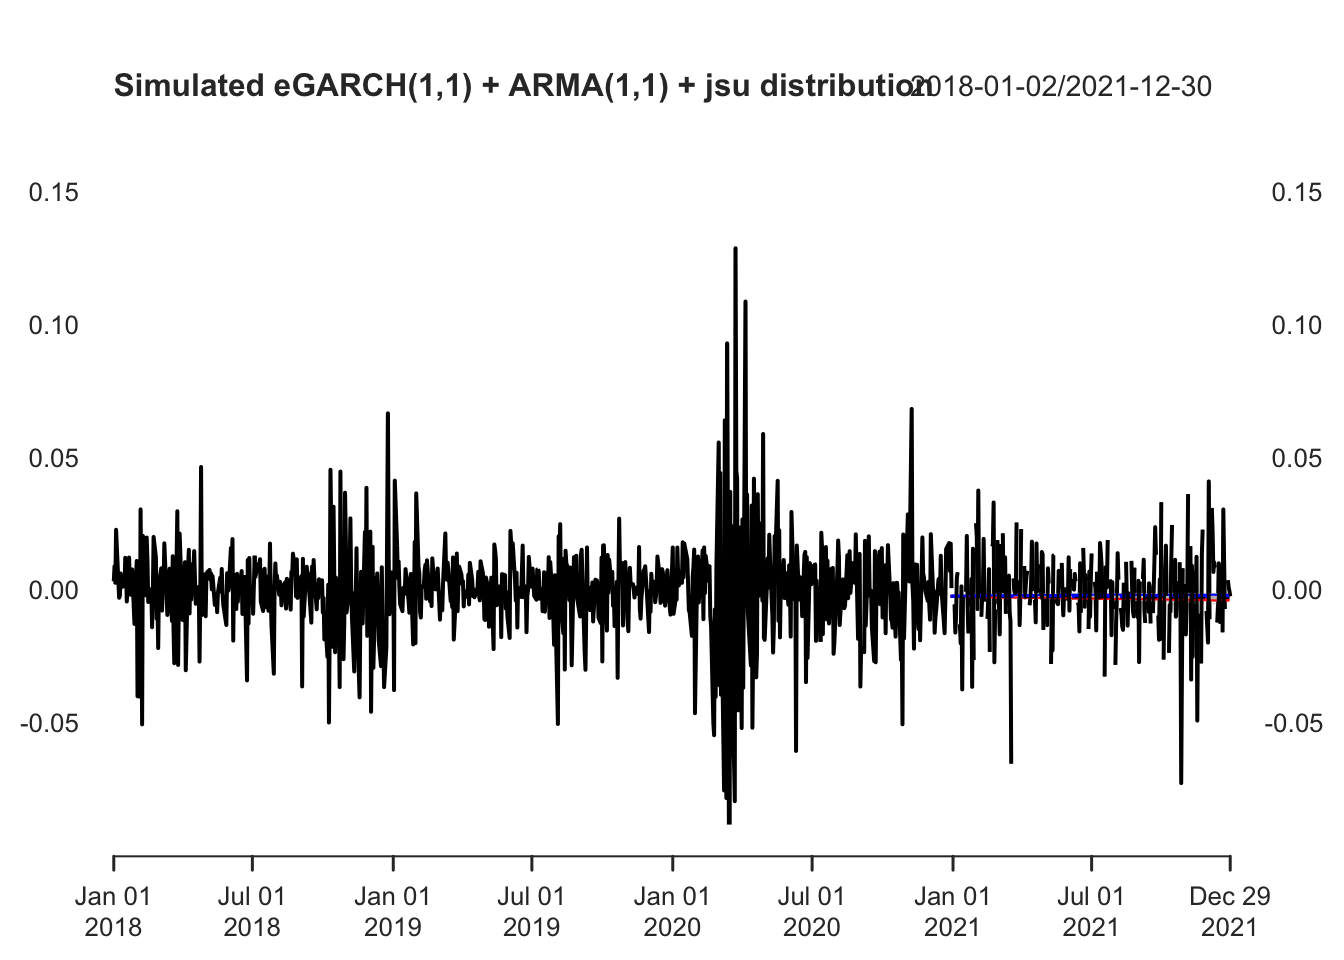 Simulated eGARCH(1,1) + ARMA(1,1) + jsu distribution 2018-01-02/2021-12-30
0.15 0.15
0.10 0.10
0.05 0.05
0.00 0.00
-0.05 -0.05
Jan 01 Jul 01 Jan 01 Jul 01 Jan 01 Jul 01 Jan 01 Jul 01 Dec 29
2018 2018 2019 2019 2020 2020 2021 2021 2021